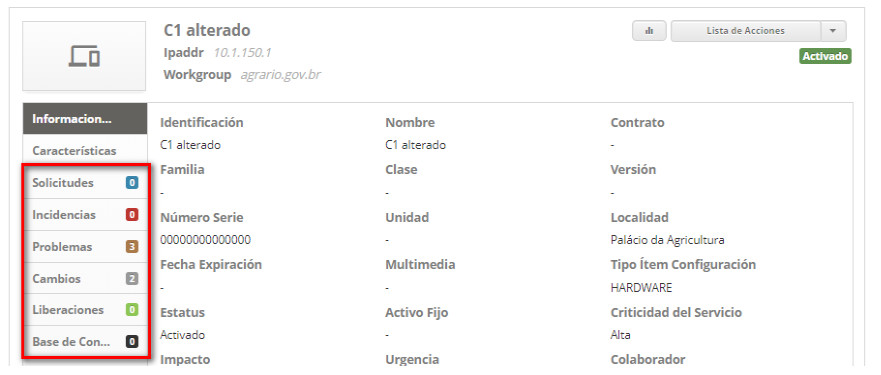 C1 alterado
Ipaddr 10.1.150.1
Workgroup agrario.gov.br
Lista de Acciones
Activado
Informacion...
Características
Solicitudes 0
Incidencias 0
Problemas 3
Cambios 2
Liberaciones 0
Base de Con... 0
Identificación Nombre Contrato
C1 alterado C1 alterado -
Familia Clase Versión
- - -
Número Serie Unidad Localidad
00000000000000 - Palácio da Agricultura
Fecha Expiración Multimedia Tipo Ítem Configuración
- - HARDWARE
Estatus Activo Fijo Criticidad del Servicio
Activado - Alta
Impacto Urgencia Colaborador